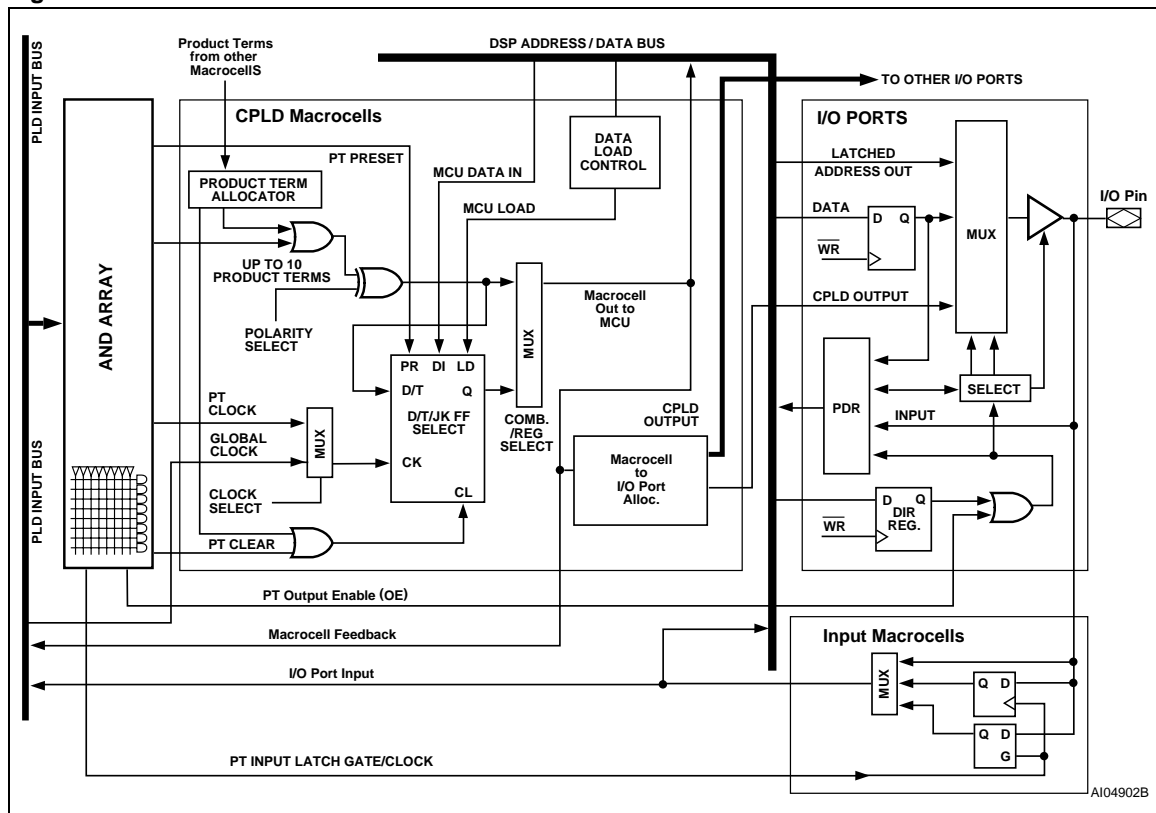 DSP ADDRESS / DATA BUS
PLD INPUT BUS
Product Terms
from other
MacrocellS
TO OTHER I/O PORTS
CPLD Macrocells
I/O PORTS
PT PRESET
PRODUCT TERM
ALLOCATOR
MCU DATA IN
MCU LOAD
DATA
LOAD
CONTROL
LATCHED
ADDRESS OUT
DATA
D
Q
WR
MUX
I/O Pin
AND ARRAY
UP TO 10
PRODUCT TERMS
POLARITY
SELECT
MUX
Macrocell
Out to
MCU
CPLD OUTPUT
PR
DI
LD
D/T
Q
D/T/JK FF
SELECT
CK
CL
COMB.
/REG
SELECT
CPLD
OUTPUT
PDR
SELECT
INPUT
PT
CLOCK
GLOBAL
CLOCK
MUX
CLOCK
SELECT
PT CLEAR
Macrocell
to
I/O Port
Alloc.
D
Q
DIR
REG.
WR
PLD INPUT BUS
PT Output Enable (OE)
Macrocell Feedback
I/O Port Input
Input Macrocells
MUX
Q
D
Q
D
G
PT INPUT LATCH GATE/CLOCK
AI04902B